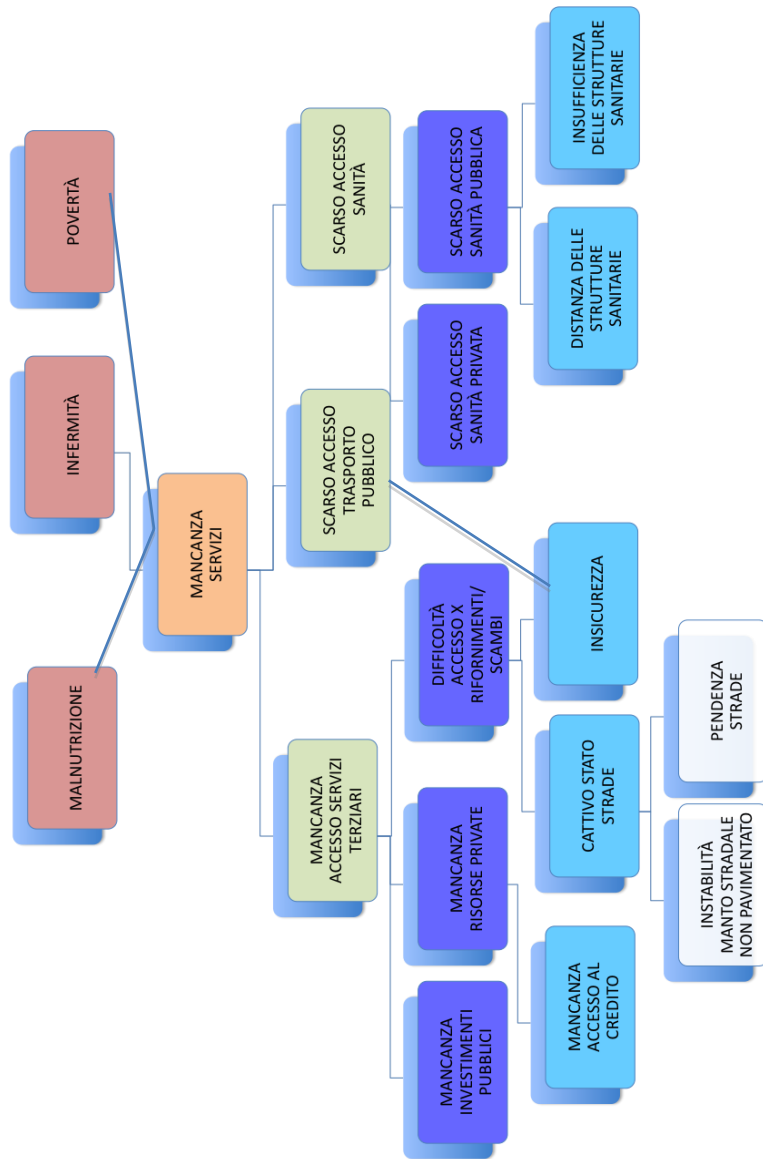 MALNUTRIZIONE
INFERMITÀ
POVERTÀ
MANCANZA
SERVIZI
MANCANZA
ACCESSO SERVIZI
TERZIARI
SCARSO ACCESSO
TRASPORTO
PUBBLICO
SCARSO ACCESSO
SANITÀ
MANCANZA
INVESTIMENTI
PUBBLICI
MANCANZA
RISORSE PRIVATE
DIFFICOLTÀ
ACCESSO X
RIFORNIMENTI/
SCAMBI
SCARSO ACCESSO
SANITÀ PRIVATA
SCARSO ACCESSO
SANITÀ PUBBLICA
MANCANZA
ACCESSO AL
CREDITO
CATTIVO STATO
STRADE
INSICUREZZA
DISTANZA DELLE
STRUTTURE
SANITARIE
INSUFFICIENZA
DELLE STRUTTURE
SANITARIE
INSTABILITÀ
MANTO STRADALE
NON PAVIMENTATO
PENDENZA
STRADE